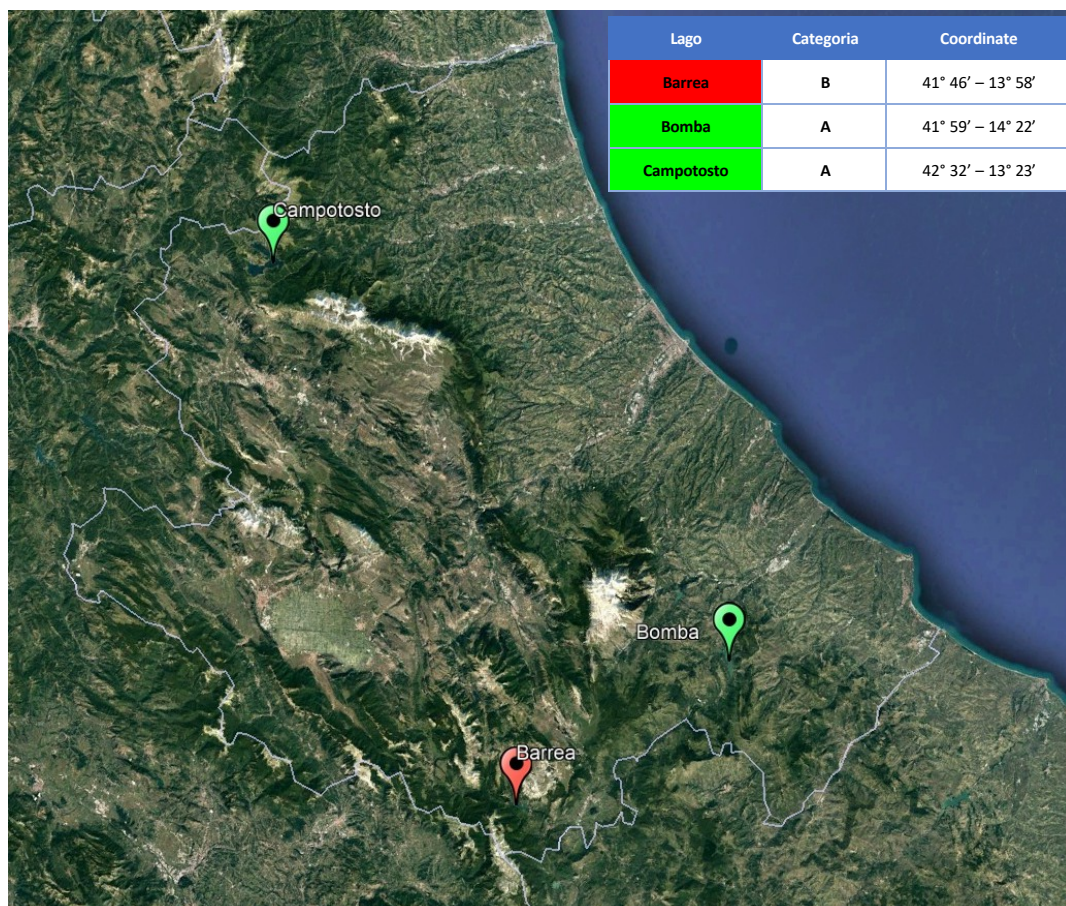 Lago Categoria Coordinate
Barrea B 41° 46’ – 13° 58’
Bomba A 41° 59’ – 14° 22’
Campotosto A 42° 32’ – 13° 23’
Campotosto
Bomba
Barrea